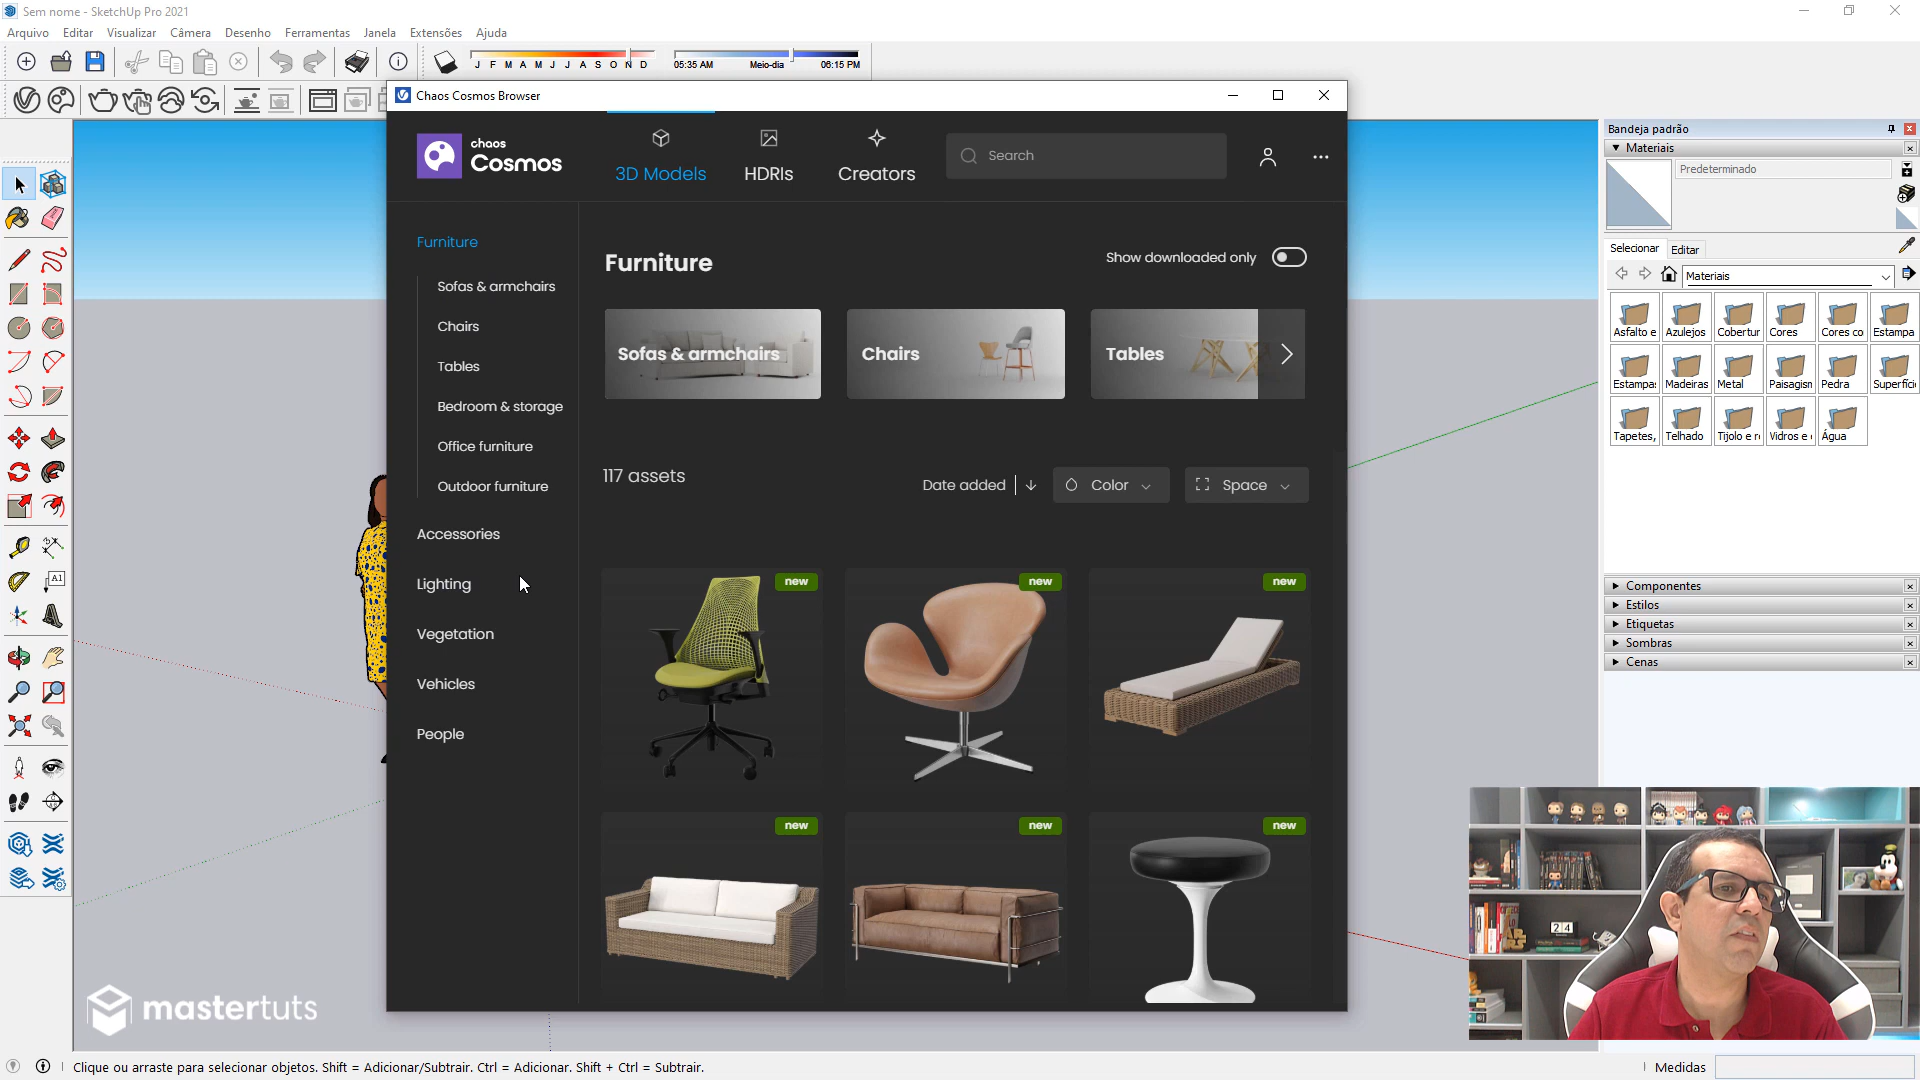 Sem nome - SketchUp Pro 2021
Arquivo Editar Visualizar Câmera Desenho Ferramentas Janela Extensões Ajuda
J F M A M J J A S O N D
05:35 AM Meio-dia 06:15 PM
Chaos Cosmos Browser
chaos
Cosmos
3D Models
HDRIs
Creators
Search
Furniture
Sofas & armchairs
Chairs
Tables
Bedroom & storage
Office furniture
Outdoor furniture
Accessories
Lighting
Vegetation
Vehicles
People
Furniture
Show downloaded only
Sofas & armchairs
Chairs
Tables
117 assets
Date added
Color
Space
new
new
new
new
new
new
Bandeja padrão
Materiais
Predeterminado
Selecionar Editar
Materiais
Asfalto e Azulejos Cobertur Cores Cores co Estampa
Estampas Madeiras Metal Paisagism Pedra Superfíci
Tapetes, Telhado Tijolo e re Vidros e e Água
Componentes
Estilos
Etiquetas
Sombras
Cenas
A1
24
mastertuts
Clique ou arraste para selecionar objetos. Shift = Adicionar/Subtrair. Ctrl = Adicionar. Shift + Ctrl = Subtrair.
Medidas